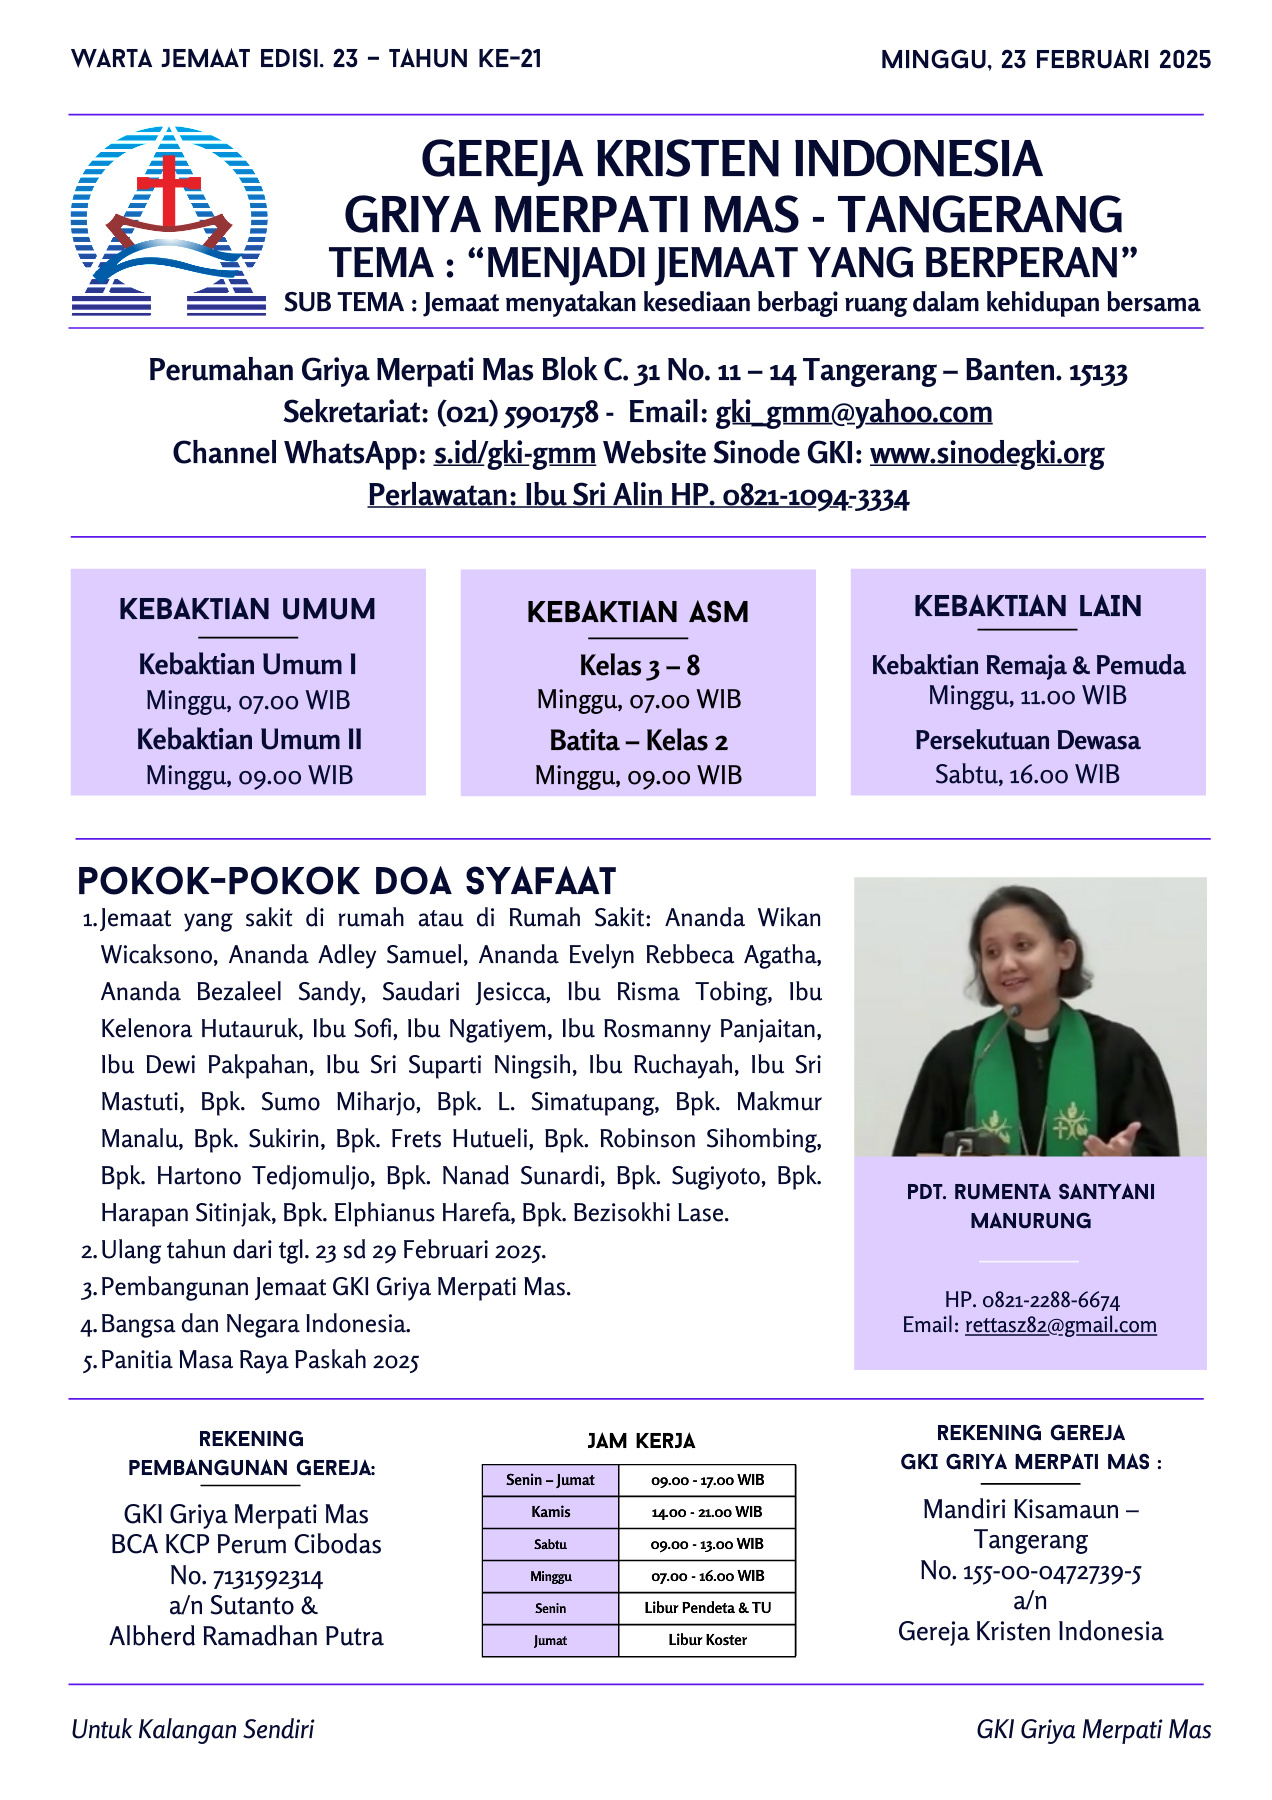 WARTA JEMAAT EDISI. 23 – TAHUN KE-21
MINGGU, 23 FEBRUARI 2025
GEREJA KRISTEN INDONESIA
GRIYA MERPATI MAS - TANGERANG
TEMA : “MENJADI JEMAAT YANG BERPERAN”
SUB TEMA : Jemaat menyatakan kesediaan berbagi ruang dalam kehidupan bersama
Perumahan Griya Merpati Mas Blok C. 31 No. 11 – 14 Tangerang – Banten. 15133
Sekretariat: (021) 5901758 - Email: gki_gmm@yahoo.com
Channel WhatsApp: s.id/gki-gmm Website Sinode GKI: www.sinodegki.org
Perlawatan: Ibu Sri Alin HP. 0821-1094-3334
KEBAKTIAN UMUM
Kebaktian Umum I
Minggu, 07.00 WIB
Kebaktian Umum II
Minggu, 09.00 WIB
KEBAKTIAN ASM
Kelas 3 – 8
Minggu, 07.00 WIB
Batita – Kelas 2
Minggu, 09.00 WIB
KEBAKTIAN LAIN
Kebaktian Remaja & Pemuda
Minggu, 11.00 WIB
Persekutuan Dewasa
Sabtu, 16.00 WIB
POKOK-POKOK DOA SYAFAAT
1. Jemaat yang sakit di rumah atau di Rumah Sakit: Ananda Wikan
Wicaksono, Ananda Adley Samuel, Ananda Evelyn Rebbeca Agatha,
Ananda Bezaleel Sandy, Saudari Jesicca, Ibu Risma Tobing, Ibu
Kelenora Hutauruk, Ibu Sofi, Ibu Ngatiyem, Ibu Rosmanny Panjaitan,
Ibu Dewi Pakpahan, Ibu Sri Suparti Ningsih, Ibu Ruchayah, Ibu Sri
Mastuti, Bpk. Sumo Miharjo, Bpk. L. Simatupang, Bpk. Makmur
Manalu, Bpk. Sukirin, Bpk. Frets Hutueli, Bpk. Robinson Sihombing,
Bpk. Hartono Tedjomuljo, Bpk. Nanad Sunardi, Bpk. Sugiyoto, Bpk.
Harapan Sitinjak, Bpk. Elphianus Harefa, Bpk. Bezisokhi Lase.
2. Ulang tahun dari tgl. 23 sd 29 Februari 2025.
3. Pembangunan Jemaat GKI Griya Merpati Mas.
4. Bangsa dan Negara Indonesia.
5. Panitia Masa Raya Paskah 2025
PDT. RUMENTA SANTYANI
MANURUNG
HP. 0821-2288-6674
Email: rettasz82@gmail.com
REKENING
PEMBANGUNAN GEREJA:
GKI Griya Merpati Mas
BCA KCP Perum Cibodas
No. 7131592314
a/n Sutanto &
Albherd Ramadhan Putra
JAM KERJA
Senin – Jumat 09.00 - 17.00 WIB
Kamis 14.00 - 21.00 WIB
Sabtu 09.00 - 13.00 WIB
Minggu 07.00 - 16.00 WIB
Senin Libur Pendeta & TU
Jumat Libur Koster
REKENING GEREJA
GKI GRIYA MERPATI MAS :
Mandiri Kisamaun –
Tangerang
No. 155-00-0472739-5
a/n
Gereja Kristen Indonesia
Untuk Kalangan Sendiri
GKI Griya Merpati Mas